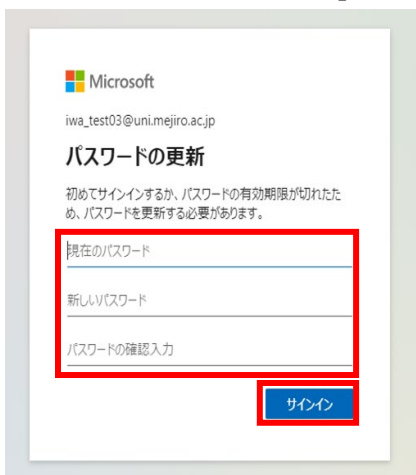 Microsoft
iwa_test03@uni.mejiro.ac.jp
パスワードの更新
初めてサインインするか、パスワードの有効期限が切れたた
め、パスワードを更新する必要があります。
現在のパスワード
新しいパスワード
パスワードの確認入力
サインイン